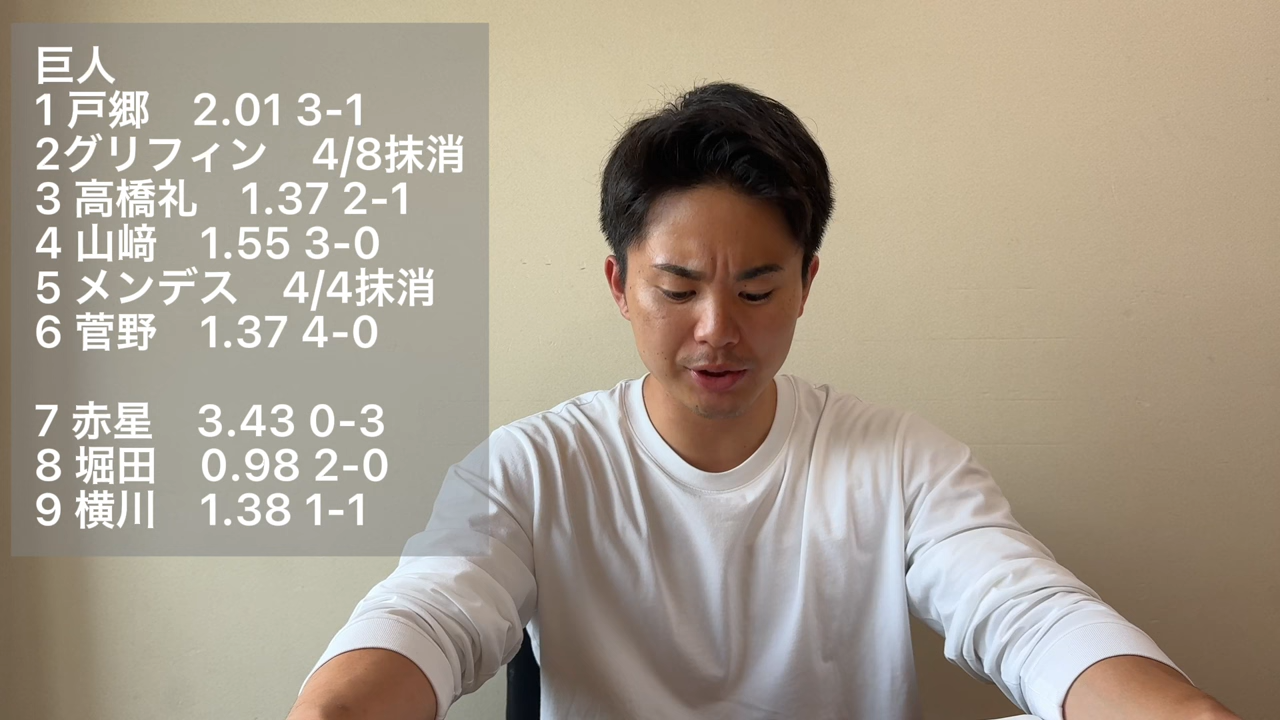 巨人
1 戸郷　2.01 3-1
2グリフィン　4/8抹消
3 高橋礼　1.37 2-1
4 山﨑　1.55 3-0
5 メンデス　4/4抹消
6 菅野　1.37 4-0
7 赤星　3.43 0-3
8 堀田　0.98 2-0
9 横川　1.38 1-1